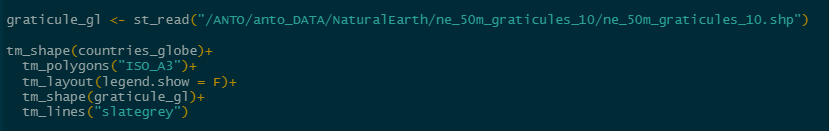 graticule_gl <- st_read("/ANTO/anto_DATA/NaturalEarth/ne_50m_graticules_10/ne_50m_graticules_10.shp")
tm_shape(countries_globe)+
tm_polygons("ISO_A3")+
tm_layout(legend.show = F)+
tm_shape(graticule_gl)+
tm_lines("slategrey")